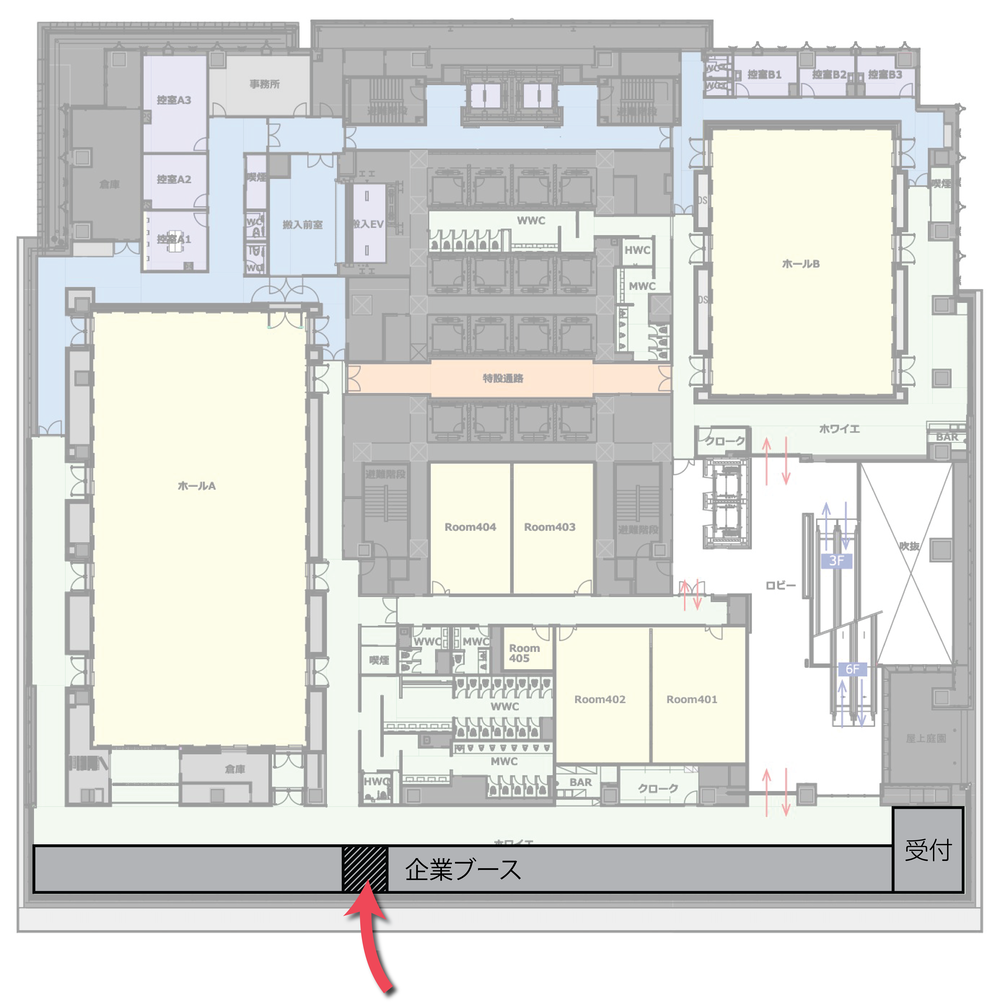 事務所
WC
控室B1
控室B2
控室B3
控室A3
倉庫
控室A2
喫煙
喫煙
控室A1
WC
WC
搬入前室
搬入EV
WWC
HWC
MWC
DS
DS
ホールB
特設通路
ホワイエ
クローク
BAR
避難階段
ホールA
Room404
Room403
避難階段
吹抜
3F
ロビー
WWC
MWC
喫煙
Room
405
6F
Room402
Room401
WWC
屋上庭園
MWC
倉庫
HWC
BAR
クローク
ホワイエ
受付
企業ブース